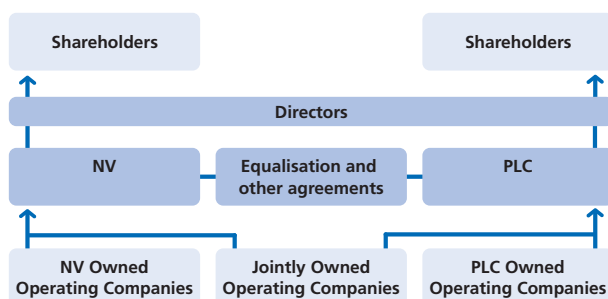 Shareholders
Shareholders
Directors
NV
Equalisation and
other agreements
PLC
NV Owned
Operating Companies
Jointly Owned
Operating Companies
PLC Owned
Operating Companies